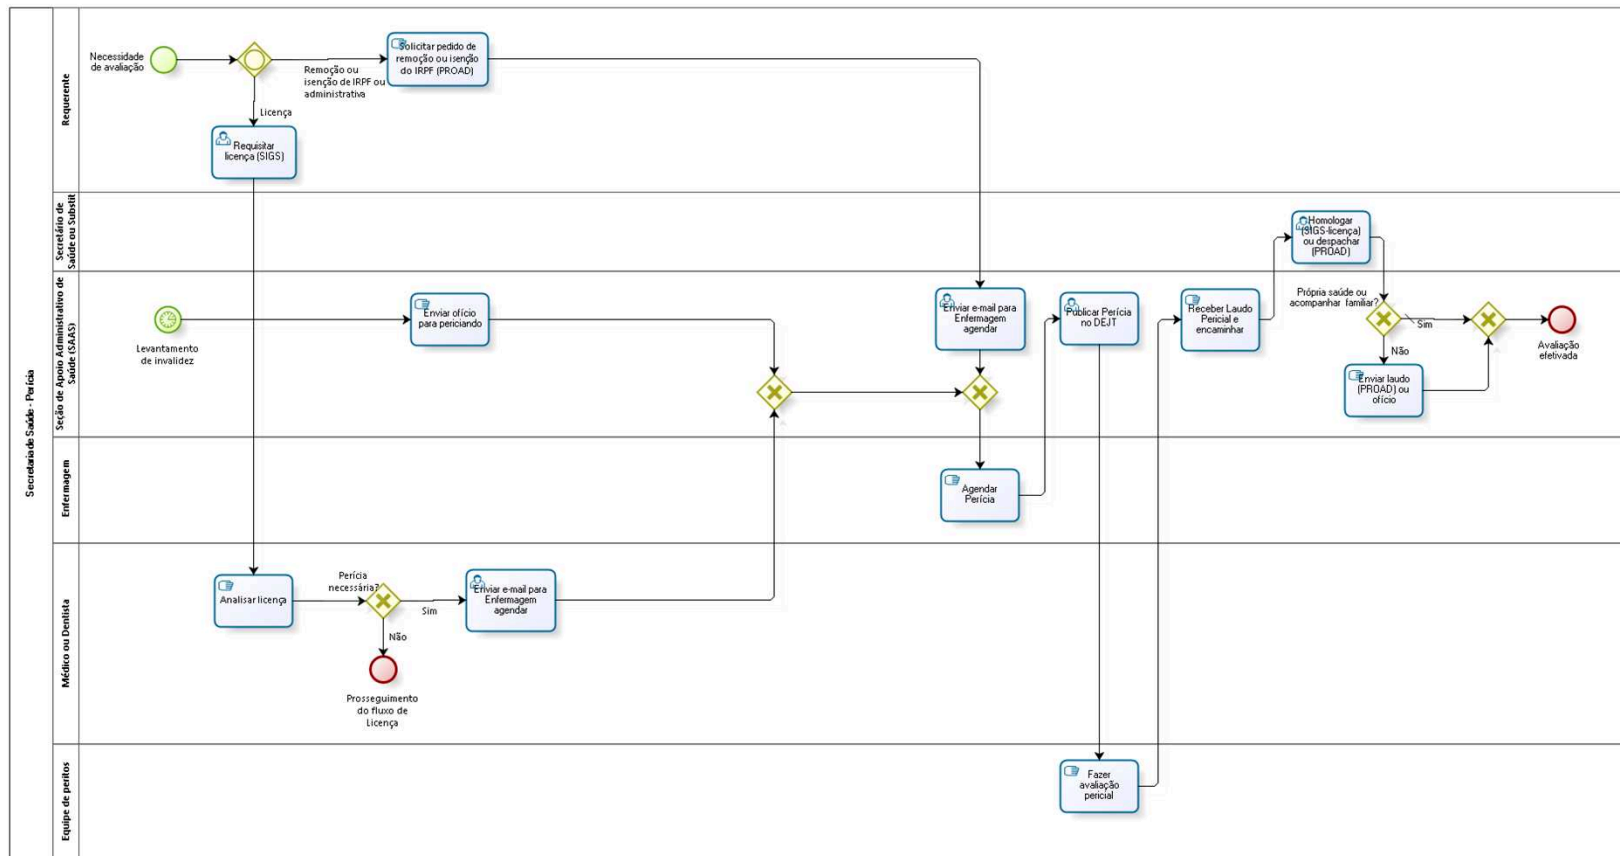 Secretaria de Saúde - Perícia
Requerente
Necessidade
de avaliação
Solicitar pedido de
remoção ou isenção
do IRPF (PROAD)
Remoção ou
isenção de IRPF ou
administrativa
Licença
Requisitar
licença (SIGS)
Secretário de
Saúde ou Substit
Homologar
(SIGS-licença)
ou despachar
(PROAD)
Seção de Apoio Administrativo de
Saúde (SAAS)
Levantamento
de invalidez
Enviar ofício
para periciando
Enviar e-mail para
Enfermagem
agendar
Publicar Perícia
no DEJT
Receber Laudo
Pericial e
encaminhar
Própria saúde ou
acompanhar familiar?
Sim
Não
Enviar laudo
(PROAD) ou
ofício
Avaliação
efetivada
Enfermagem
Agendar
Perícia
Médico ou Dentista
Analisar licença
Perícia
necessária?
Sim
Não
Enviar e-mail para
Enfermagem
agendar
Prosseguimento
do fluxo de
Licença
Equipe de peritos
Fazer
avaliação
pericial